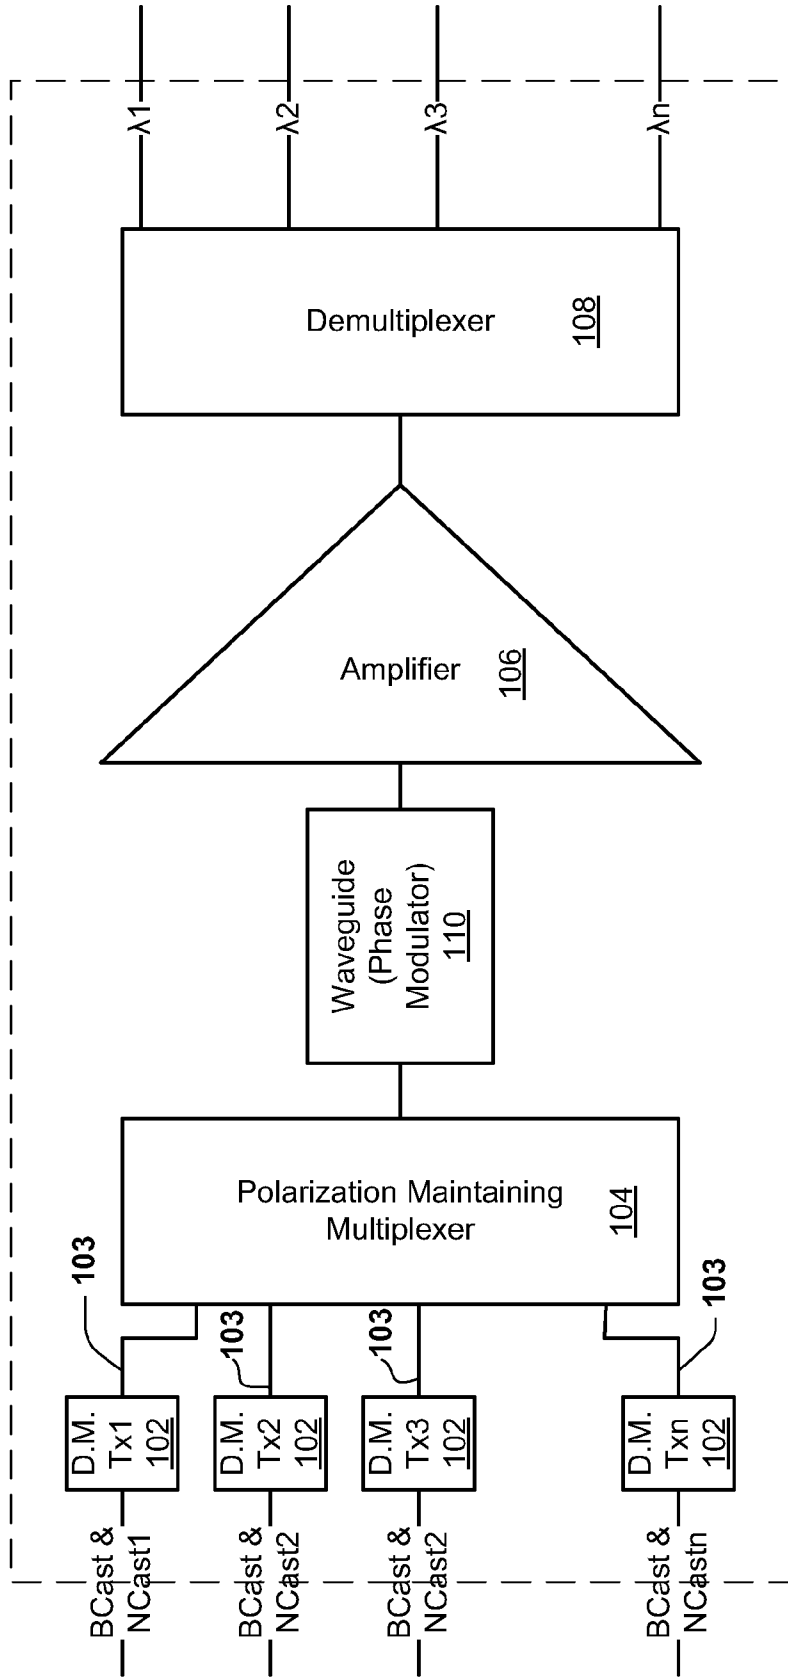 BCast &
NCast1
BCast &
NCast2
BCast &
NCast2
BCast &
NCastn
D.M.
Tx1
102
D.M.
Tx2
102
D.M.
Tx3
102
D.M.
Txn
102
103
103
103
103
Polarization Maintaining
Multiplexer
104
Waveguide
(Phase
Modulator)
110
Amplifier
106
Demultiplexer
108
λ1
λ2
λ3
λn